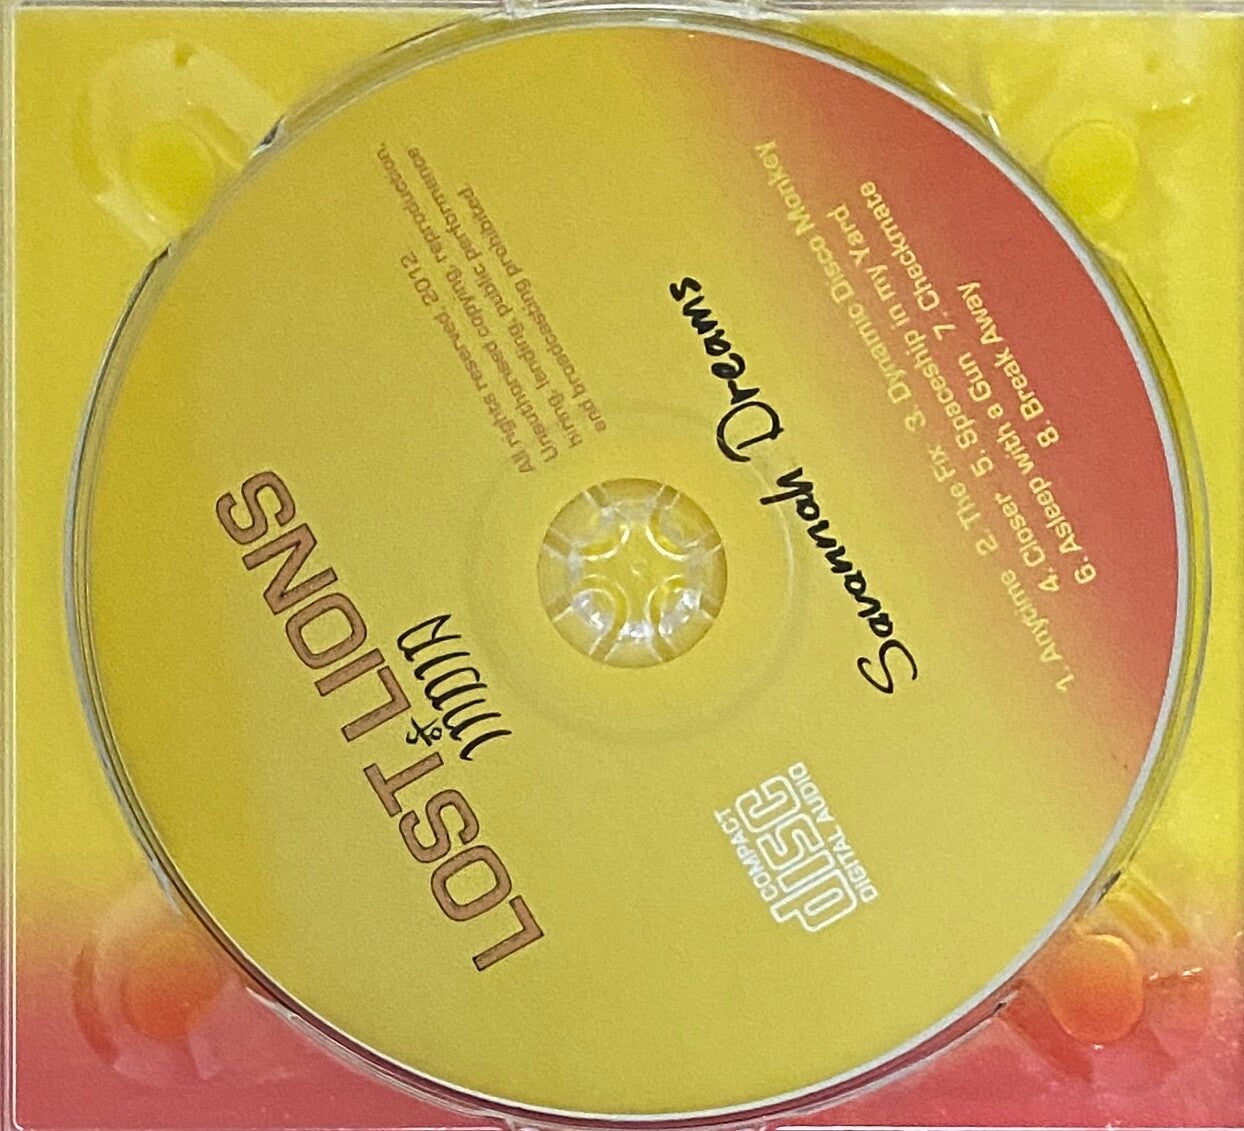 LOST LIONS
of
INDIA
All rights reserved 2012
Unauthorised copying, reproduction,
hiring, lending, public performence
and broadcasting prohibited.
Savannah Dreams
COMPACT
disc
DIGITAL AUDIO
1. Anytime 2. The Fix 3. Dynamic Disco Monkey
4. Closer 5. Spaceship in my Yard
6. Asleep with a Gun 7. Checkmate
8. Break Away